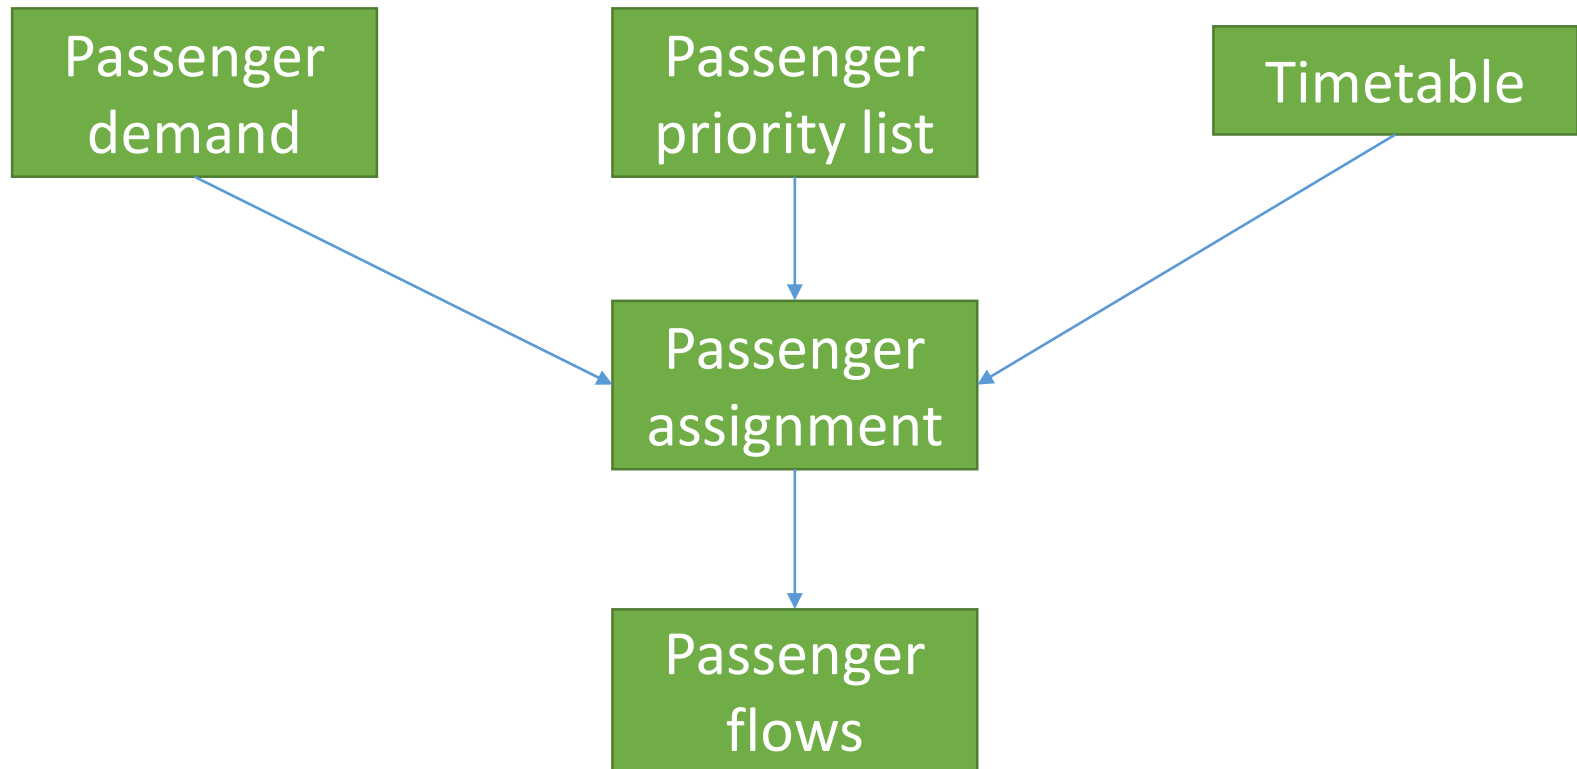 Passenger
demand
Passenger
priority list
Timetable
Passenger
assignment
Passenger
flows